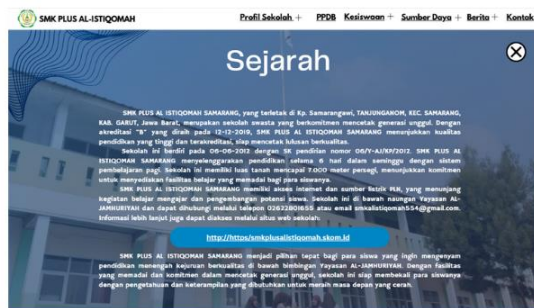 SMK PLUS AL-ISTIQOMAH
Profil Sekolah + PPDB Kesiswaan + Sumber Daya + Berita + Kontak
Sejarah
SMK PLUS AL ISTIQOMAH SAMARANG, yang terletak di Kp. Samarangwi, TANJUNGANOM, KEC. SAMARANG,
KAB. GARUT, Jawa Barat, merupakan sekolah swasta yang berkomitmen mencetak generasi unggul. Dengan
akreditasi "B" yang diraih pada 12-12-2019, SMK PLUS AL ISTIQOMAH SAMARANG menunjukkan kualitas
pendidikan yang tinggi dan terakreditasi, siap mencetak lulusan berkualitas.
Sekolah ini berdiri pada 06-06-2012 dengan SK pendirian nomor 06/Y-AJ/KP/2012. SMK PLUS AL
ISTIQOMAH SAMARANG menyelenggarakan pendidikan selama 6 hari dalam seminggu dengan sistem
pembelajaran pagi. Sekolah ini memiliki luas tanah mencapai 7.000 meter persegi, menunjukkan komitmen
untuk menyediakan fasilitas belajar yang memadai bagi para siswanya.
SMK PLUS AL ISTIQOMAH SAMARANG memiliki akses internet dan sumber listrik PLN, yang menunjang
kegiatan belajar mengajar dan pengembangan potensi siswa. Sekolah ini di bawah naungan Yayasan AL-
JAMHURIYAH dan dapat dihubungi melalui telepon 02622801655 atau email smkalistiqomah554@gmail.com.
Informasi lebih lanjut juga dapat diakses melalui situs web sekolah:
http://https/smkplusalistiqomah.skom.id
SMK PLUS AL ISTIQOMAH SAMARANG menjadi pilihan tepat bagi para siswa yang ingin mengenyam
pendidikan menengah kejuruan berkualitas di bawah bimbingan Yayasan AL-JAMHURIYAH. Dengan fasilitas
yang memadai dan komitmen dalam mencetak generasi unggul, sekolah ini siap membekali para siswanya
dengan pengetahuan dan keterampilan yang dibutuhkan untuk meraih masa depan yang cerah.